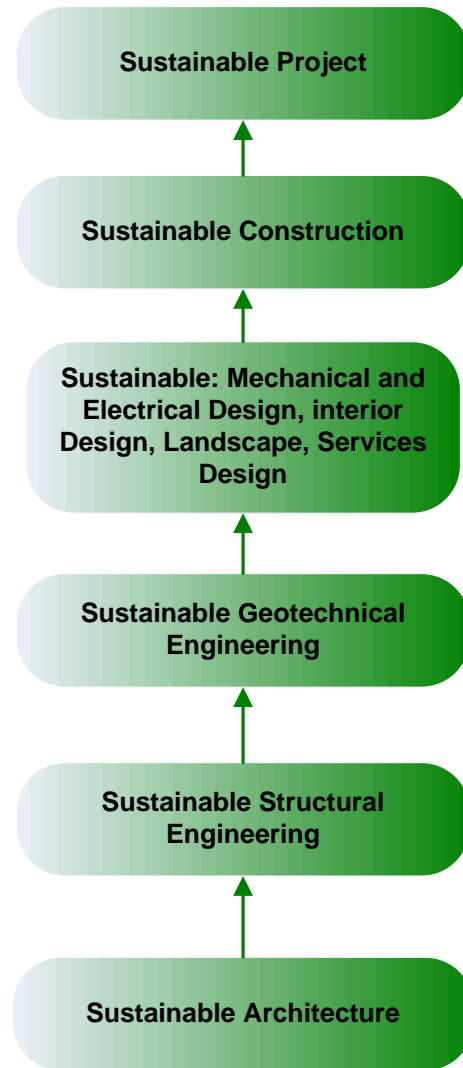 Sustainable Project
Sustainable Construction
Sustainable: Mechanical and
Electrical Design, interior
Design, Landscape, Services
Design
Sustainable Geotechnical
Engineering
Sustainable Structural
Engineering
Sustainable Architecture